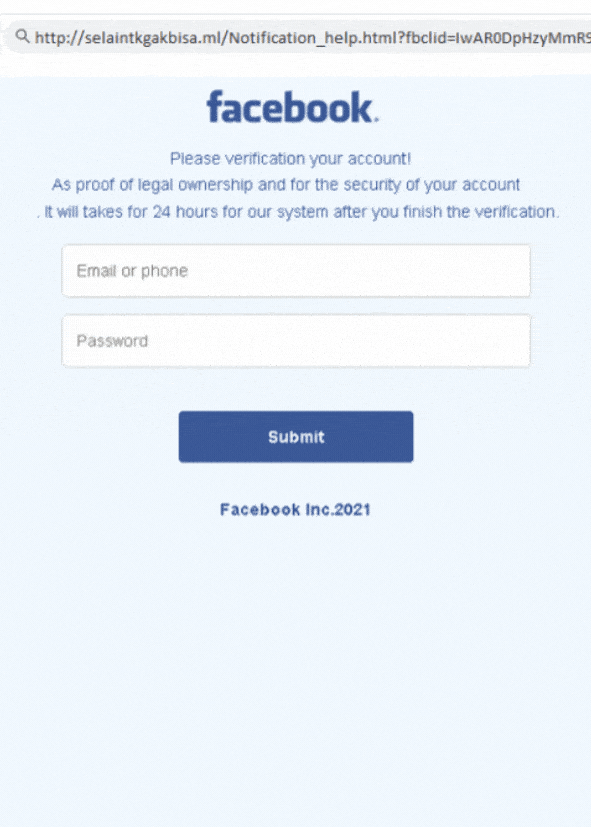 http://selaintkgakbisa.ml/Notification_help.html?fbclid=IwAR0DpHzyMmRS
facebook.
Please verification your account!
As proof of legal ownership and for the security of your account
. It will takes for 24 hours for our system after you finish the verification.
Email or phone
Password
Submit
Facebook Inc.2021